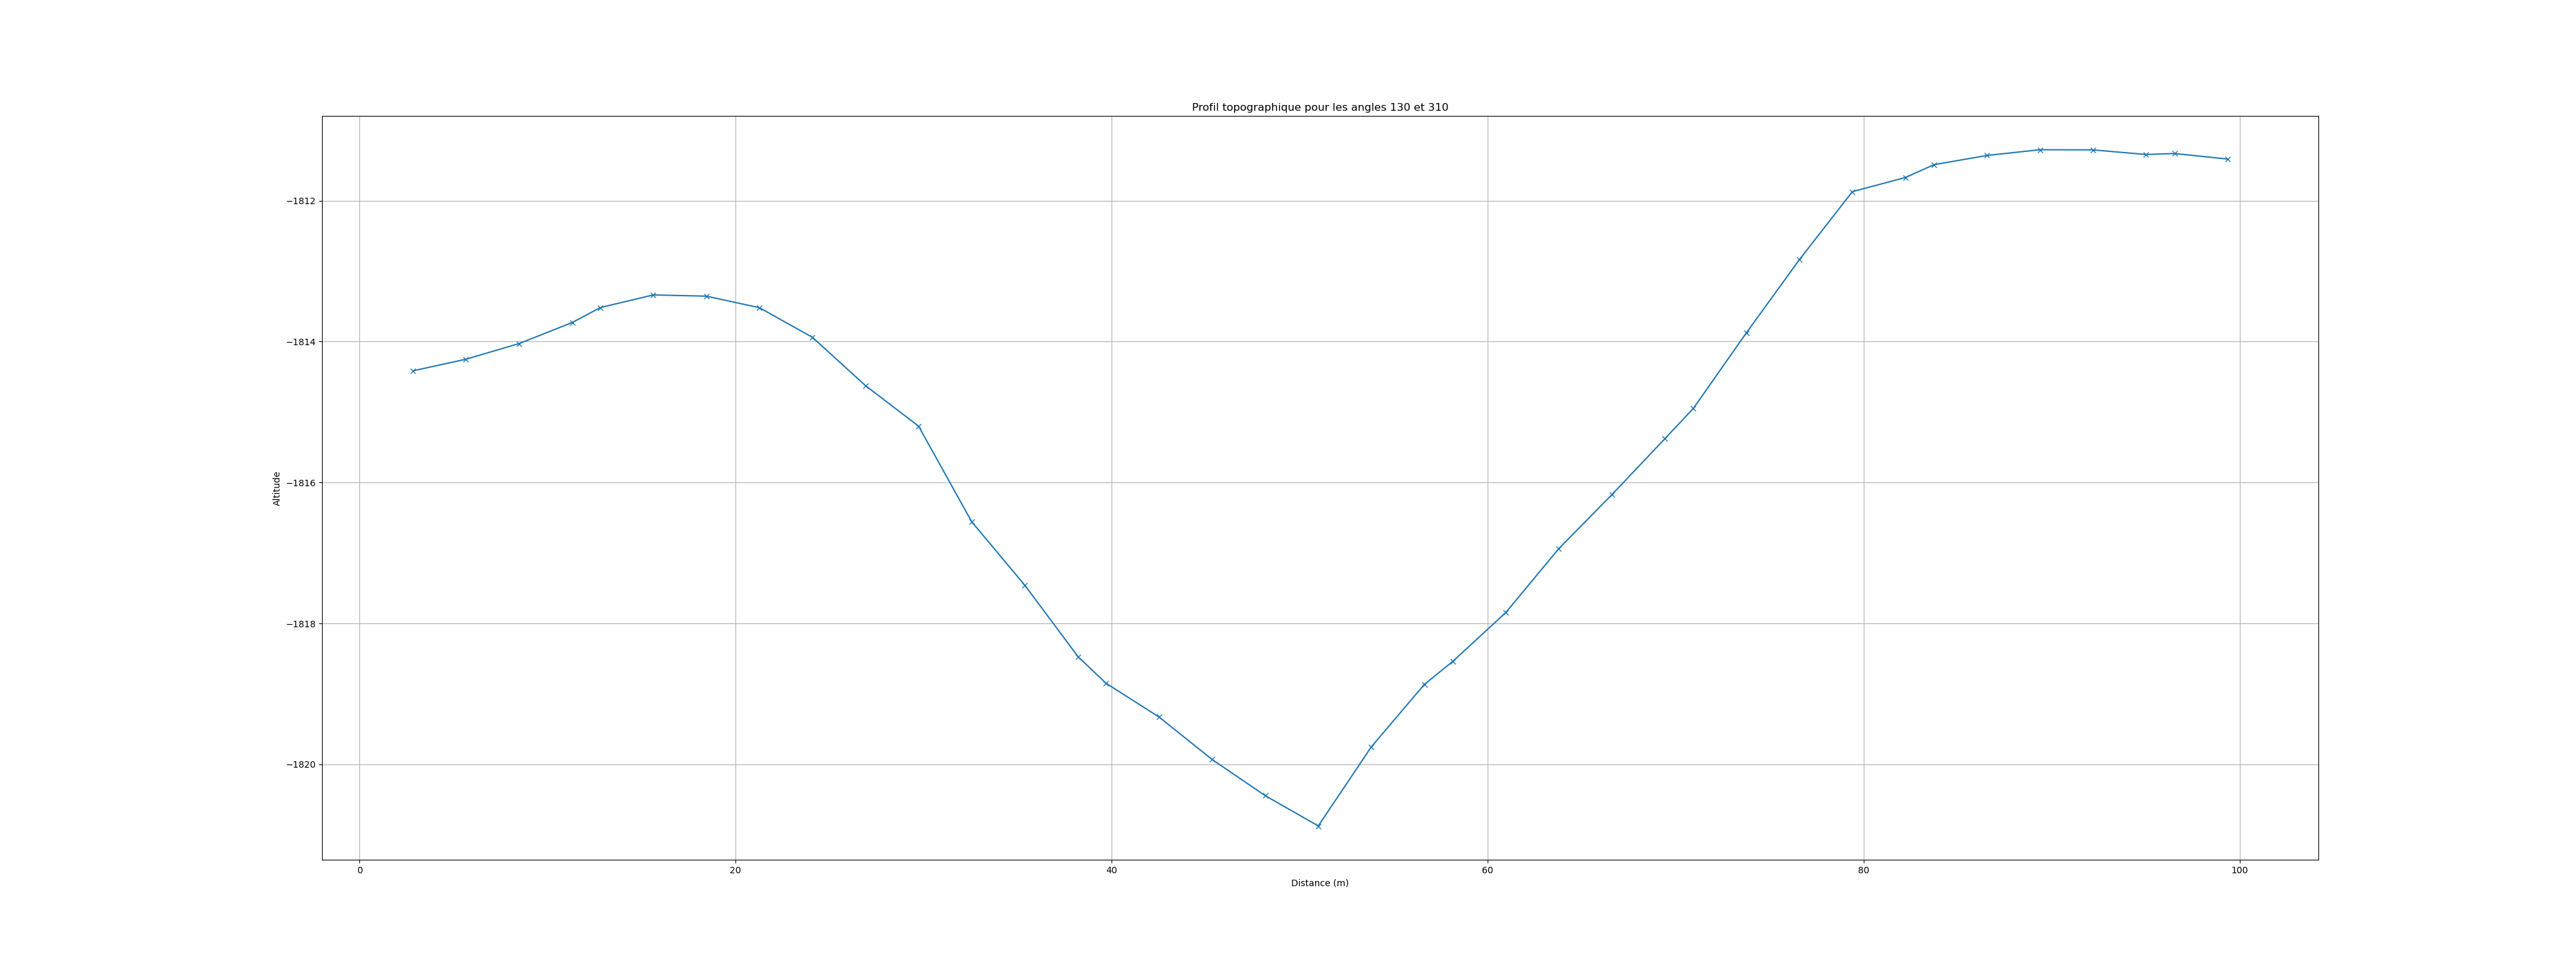 Profil topographique pour les angles 130 et 310
Altitude
−1812
−1814
−1816
−1818
−1820
0 20 40 60 80 100
Distance (m)